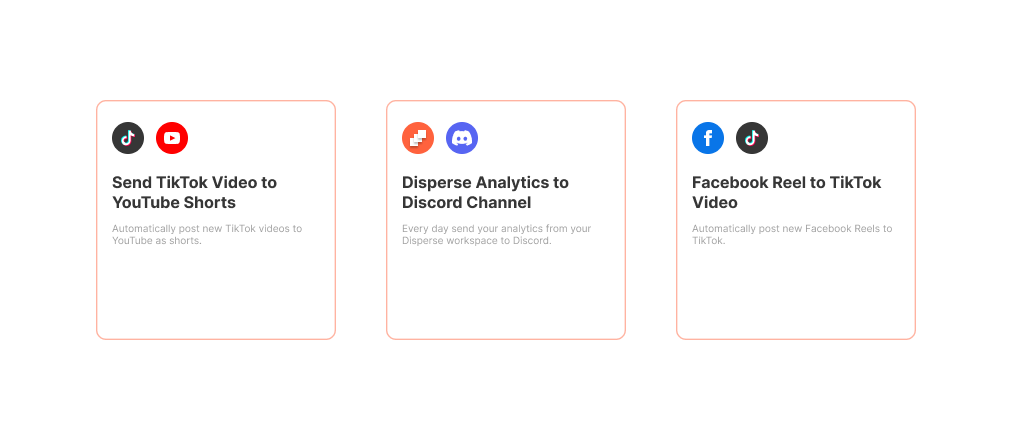 Send TikTok Video to
YouTube Shorts
Automatically post new TikTok videos to
YouTube as shorts.
Disperse Analytics to
Discord Channel
Every day send your analytics from your
Disperse workspace to Discord.
Facebook Reel to TikTok
Video
Automatically post new Facebook Reels to
TikTok.